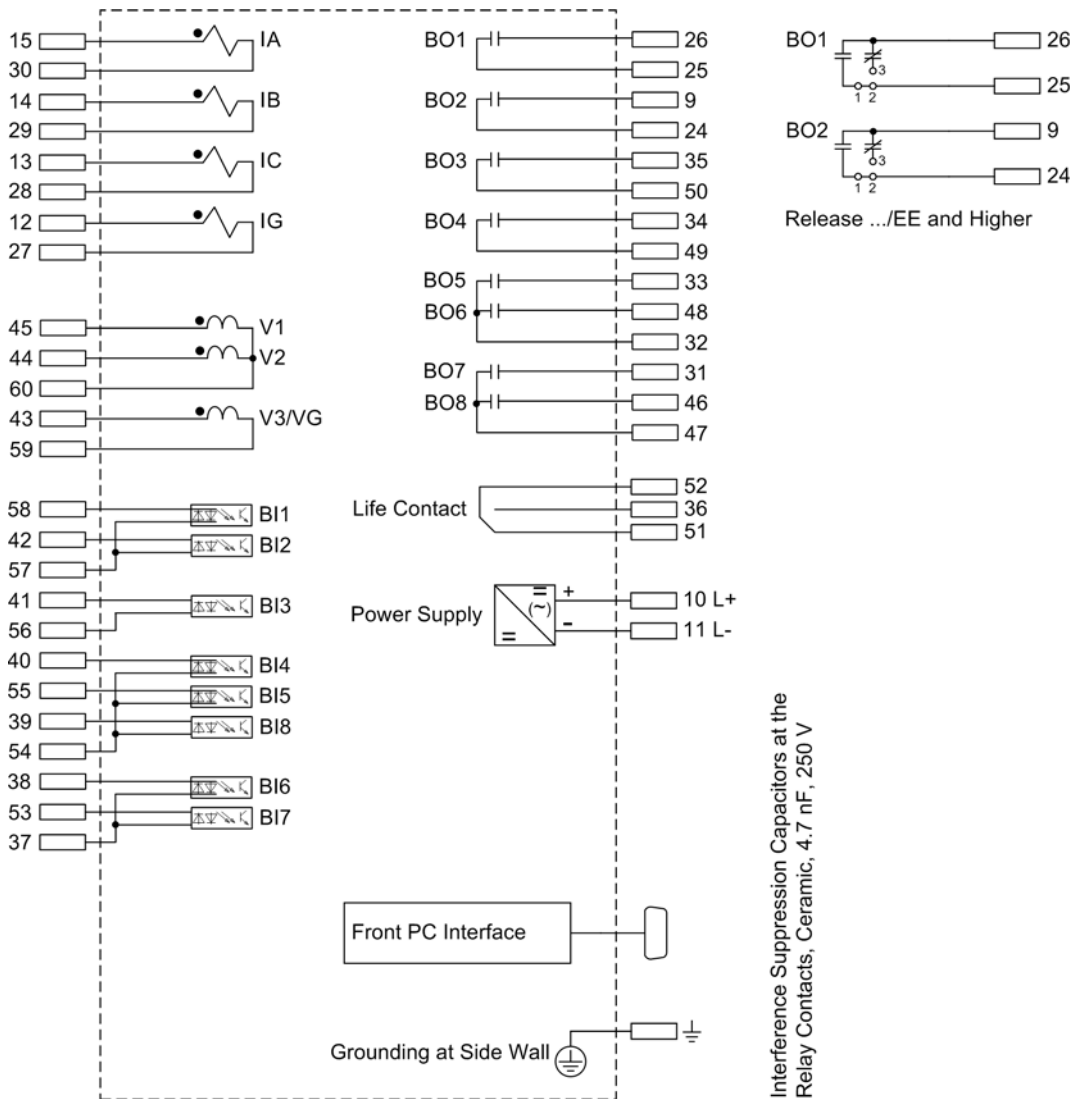 15 IA
30
14 IB
29
13 IC
28
12 IG
27
45 V1
44 V2
60
43 V3/VG
59
58 BI1
42 BI2
57
41 BI3
56
40 BI4
55 BI5
39 BI8
54
38 BI6
53 BI7
37
BO1 26
25
BO2 9
24
BO3 35
50
BO4 34
49
BO5 33
BO6 48
32
BO7 31
BO8 46
47
Life Contact 52
36
51
Power Supply = (~) = + - 10 L+
11 L-
Front PC Interface
Grounding at Side Wall
BO1 26
3
1 2 25
BO2 9
3
1 2 24
Release .../EE and Higher
Interference Suppression Capacitors at the
Relay Contacts, Ceramic, 4.7 nF, 250 V